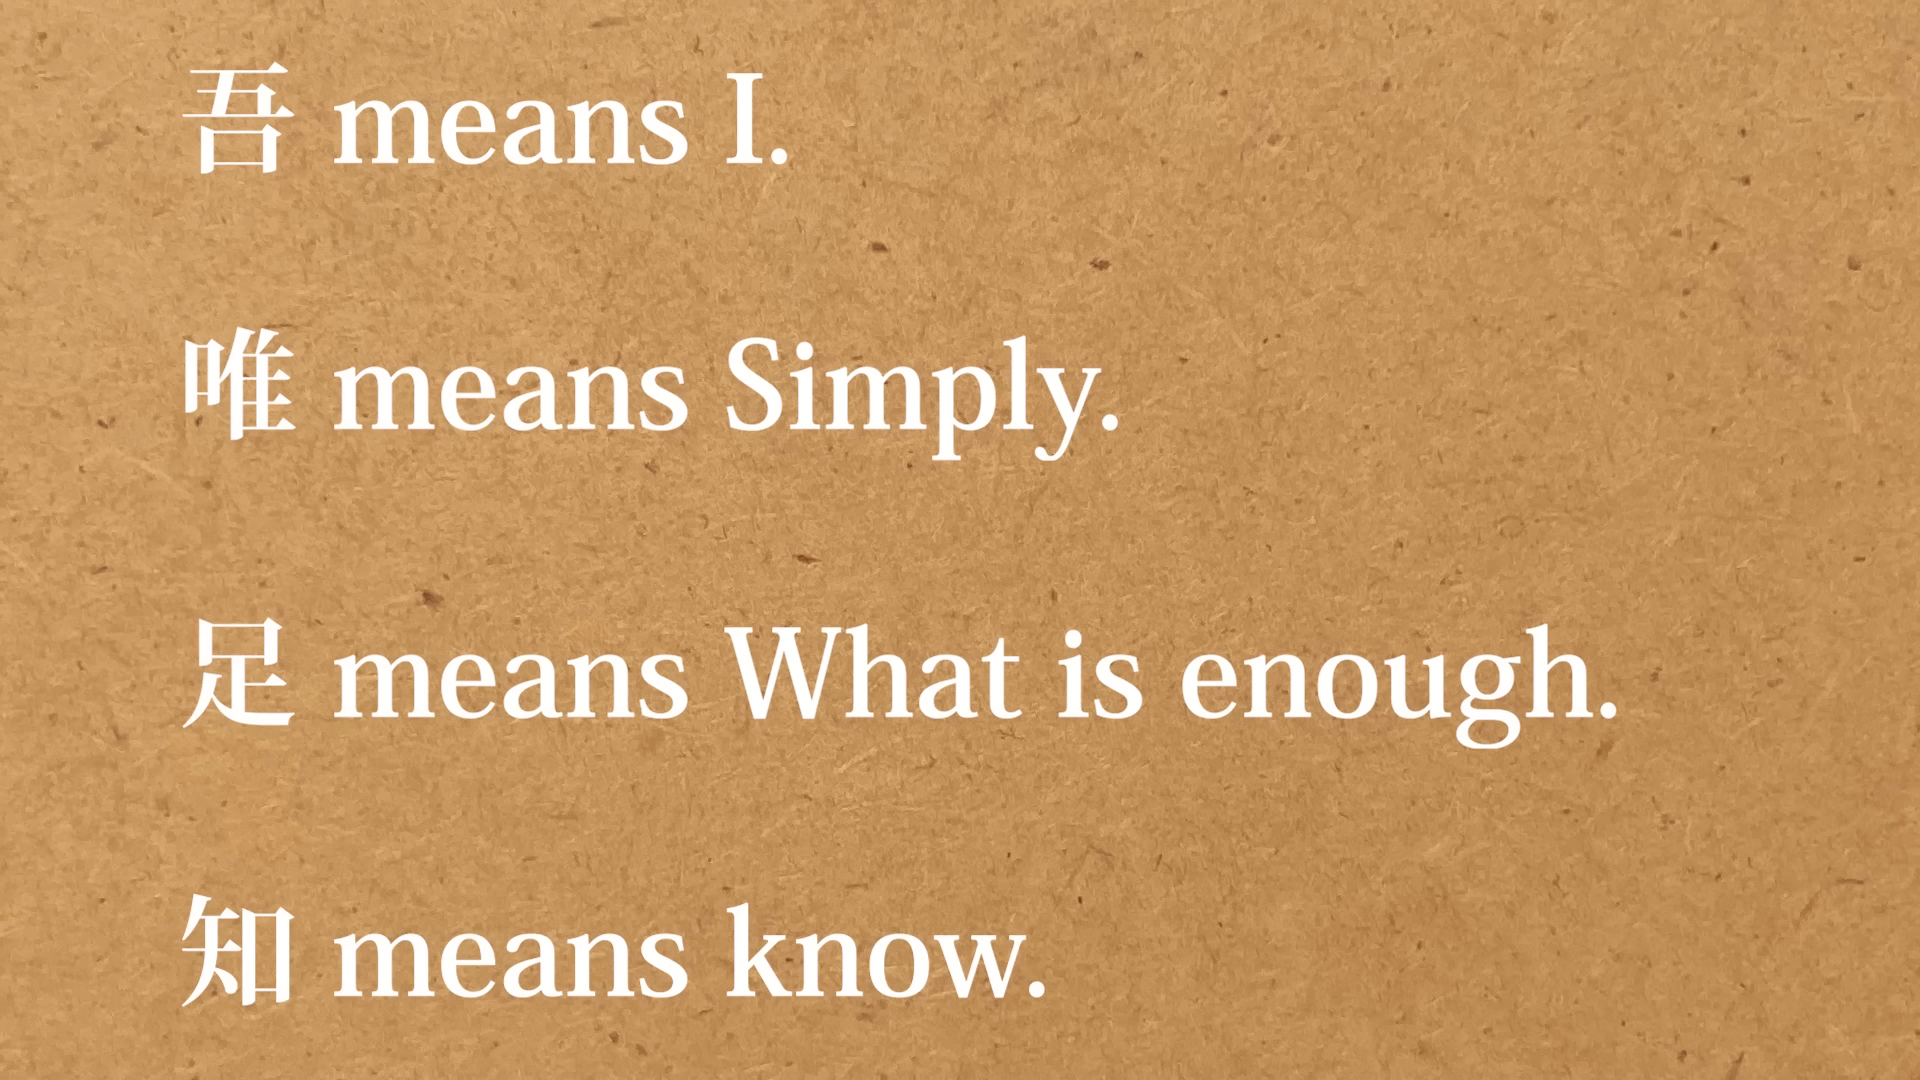 吾 means I.
唯 means Simply.
足 means What is enough.
知 means know.